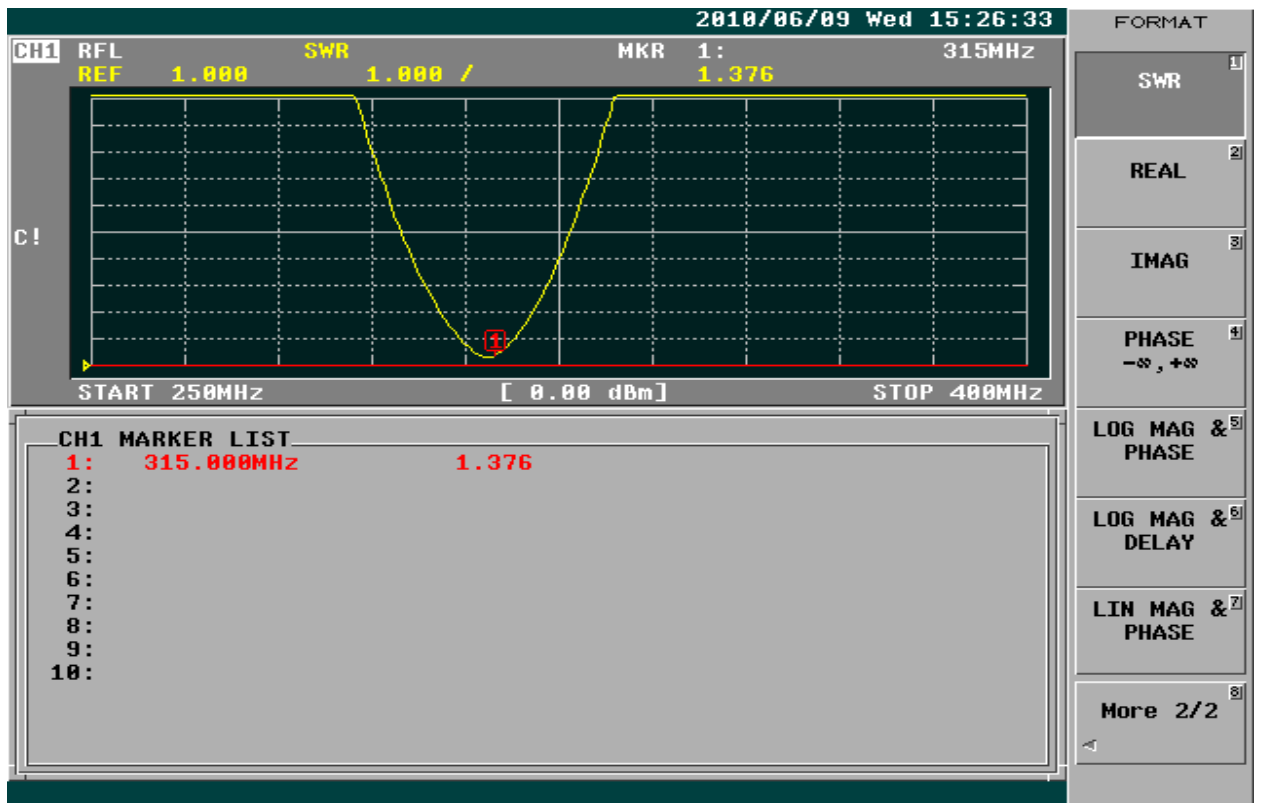 2010/06/09 Wed 15:26:33
CH1 RFL SWR MKR 1: 315MHz
REF 1.000 1.000 / 1.376
C!
1
START 250MHz [ 0.00 dBm] STOP 400MHz
CH1 MARKER LIST
1: 315.000MHz 1.376
2:
3:
4:
5:
6:
7:
8:
9:
10:
FORMAT
SWR 1
REAL 2
IMAG 3
PHASE 4
-∞,+∞
LOG MAG & 5
PHASE
LOG MAG & 6
DELAY
LIN MAG & 7
PHASE
8
More 2/2